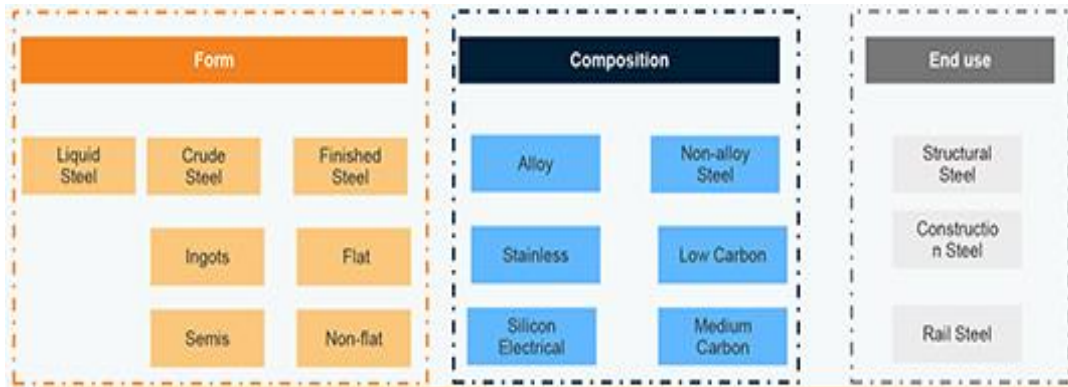 Form
Composition
End use
Liquid
Steel
Crude
Steel
Finished
Steel
Alloy
Non-alloy
Steel
Structural
Steel
Ingots
Flat
Stainless
Low Carbon
Constructio
n Steel
Semis
Non-flat
Silicon
Electrical
Medium
Carbon
Rail Steel